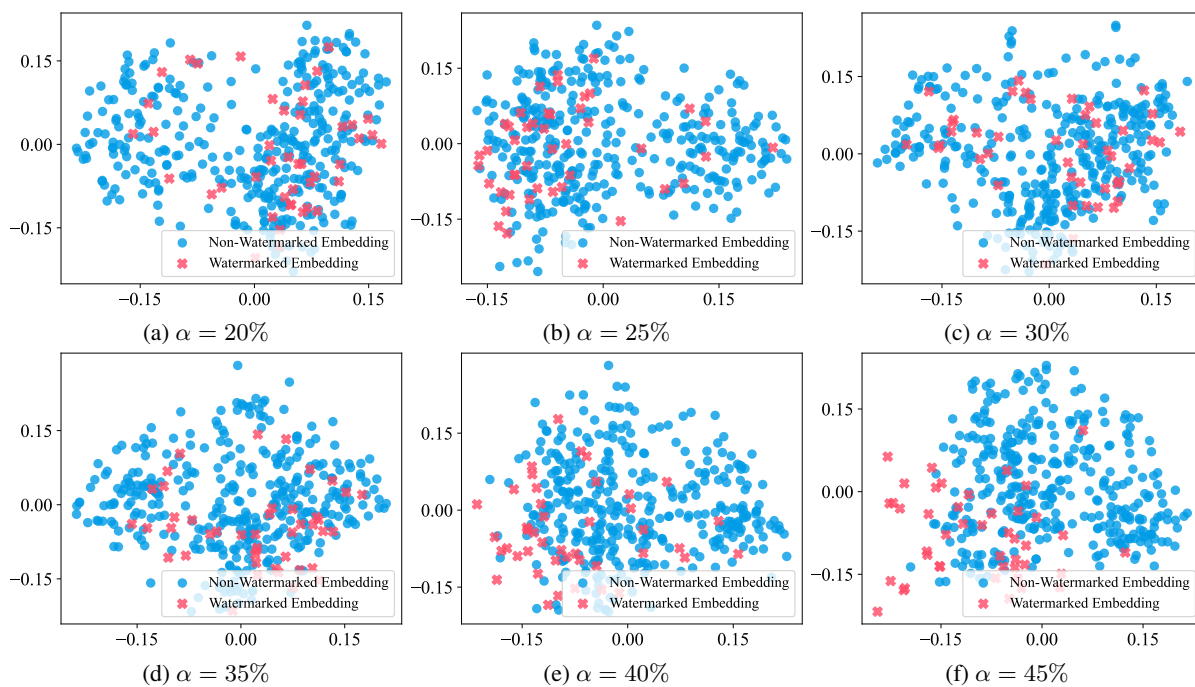 0.15
0.00
−0.15
Non-Watermarked Embedding
Watermarked Embedding
−0.15 0.00 0.15
(a) α = 20%
0.15
0.00
−0.15
Non-Watermarked Embedding
Watermarked Embedding
−0.15 0.00 0.15
(b) α = 25%
0.15
0.00
−0.15
Non-Watermarked Embedding
Watermarked Embedding
−0.15 0.00 0.15
(c) α = 30%
0.15
0.00
−0.15
Non-Watermarked Embedding
Watermarked Embedding
−0.15 0.00 0.15
(d) α = 35%
0.15
0.00
−0.15
Non-Watermarked Embedding
Watermarked Embedding
−0.15 0.00 0.15
(e) α = 40%
0.15
0.00
−0.15
Non-Watermarked Embedding
Watermarked Embedding
−0.15 0.00 0.15
(f) α = 45%